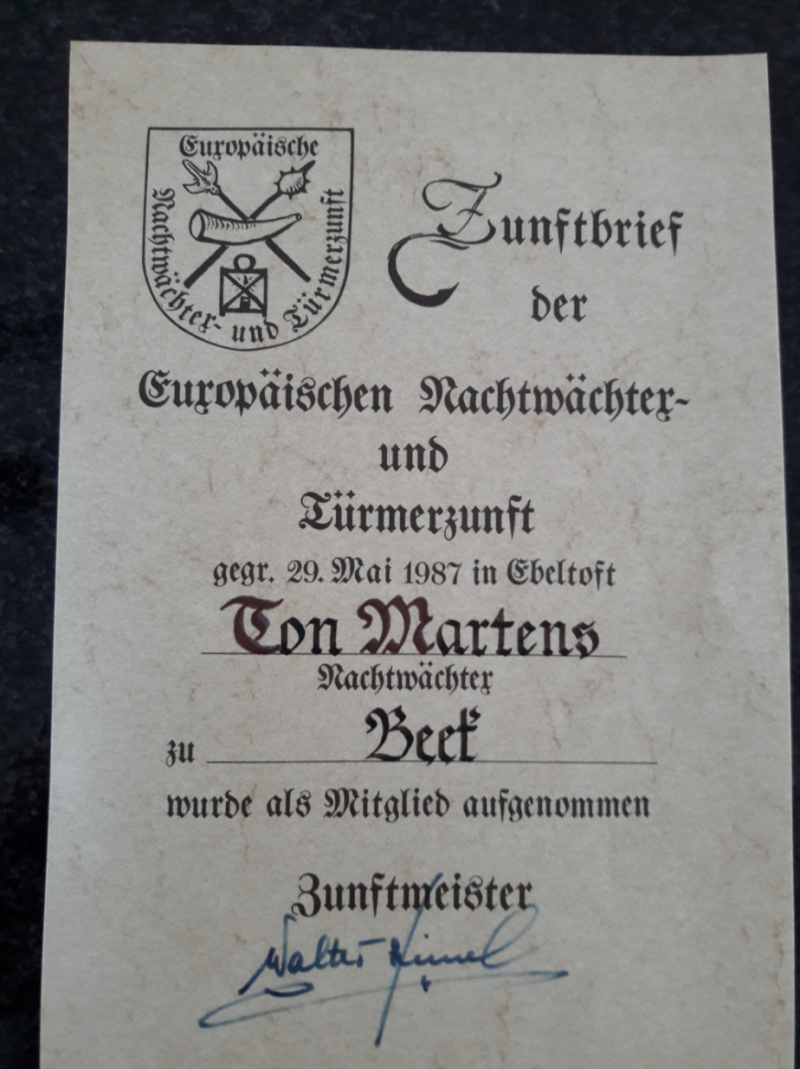 Europäische
Nachtwächter- und Türmerzunft
Zunftbrief
der
Europäischen Nachtwächter-
und
Türmerzunft
gegr. 29. Mai 1987 in Ebeltoft
Ton Martens
Nachtwächter
zu Beek
wurde als Mitglied aufgenommen
Zunftmeister
Walter